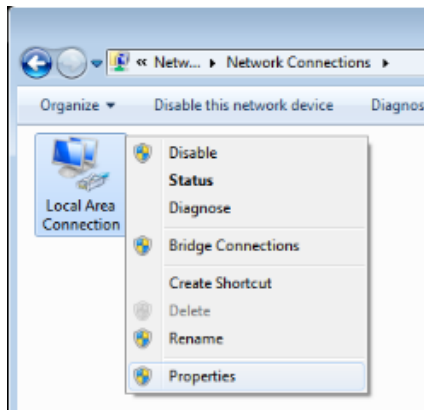 « Netw... ▸ Network Connections ▸
Organize ▾ Disable this network device Diagnos
Local Area
Connection
Disable
Status
Diagnose
Bridge Connections
Create Shortcut
Delete
Rename
Properties